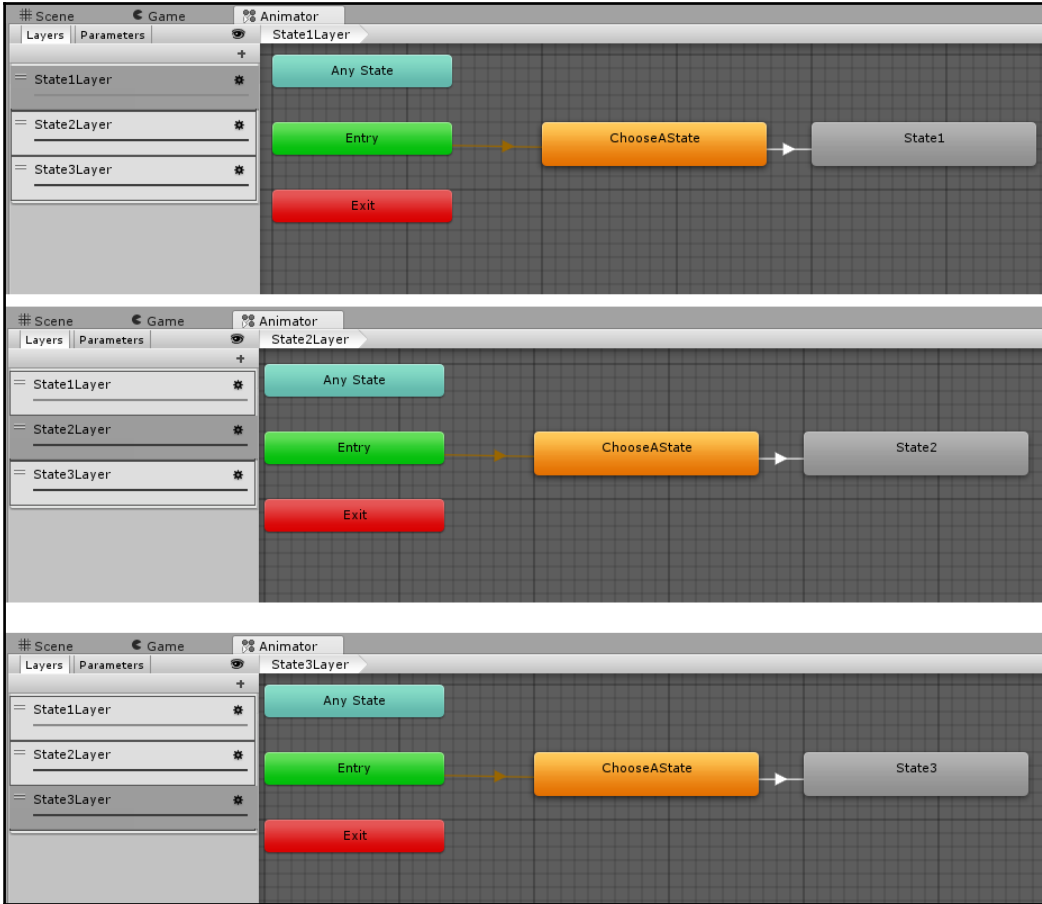 Scene Game Animator
Layers Parameters State1Layer
+
Any State
State1Layer
State2Layer
Entry ChooseAState State1
State3Layer
Exit
Scene Game Animator
Layers Parameters State2Layer
+
Any State
State1Layer
State2Layer
Entry ChooseAState State2
State3Layer
Exit
Scene Game Animator
Layers Parameters State3Layer
+
Any State
State1Layer
State2Layer
Entry ChooseAState State3
State3Layer
Exit